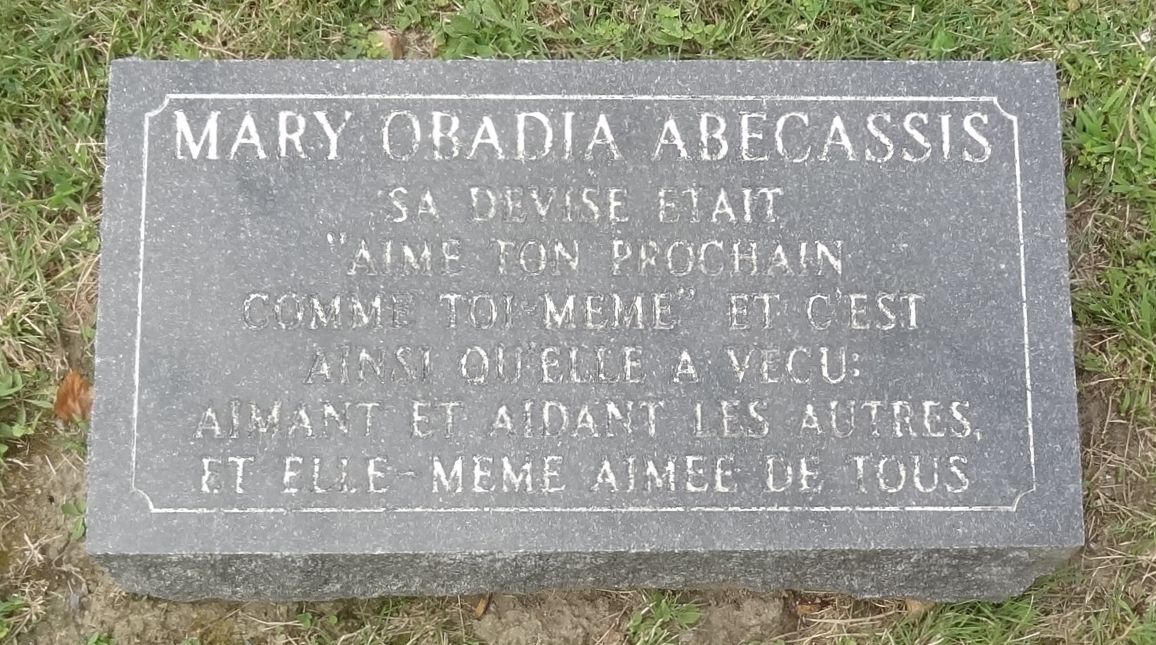 MARY OBADIA ABECASSIS
SA DEVISE ETAIT
"AIME TON PROCHAIN
COMME TOI-MEME" ET C'EST
AINSI QU'ELLE A VECU:
AIMANT ET AIDANT LES AUTRES,
ET ELLE-MEME AIMEE DE TOUS